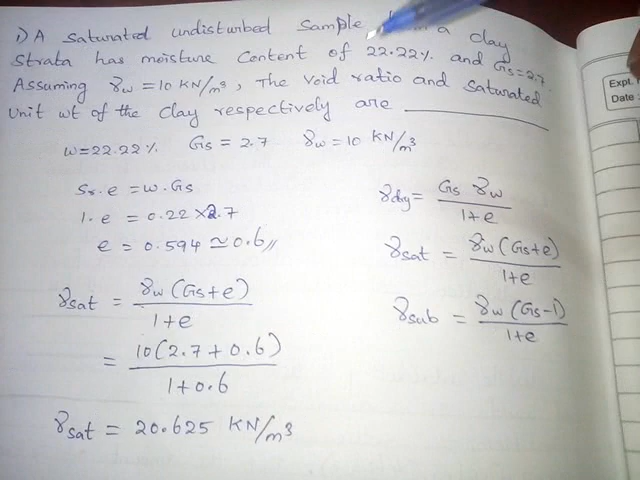 1) A saturated undisturbed sample a clay
strata has moisture content of 22.22% and Gs=2.7.
Assuming γw = 10 KN/m³, The void ratio and saturated
Unit wt of the clay respectively are ________
w=22.22% Gs = 2.7 γw=10 KN/m³
Sr.e = w.Gs
1.e = 0.22×2.7
e = 0.594 ≃ 0.6//
γsat = γw(Gs+e)/1+e
= 10(2.7+0.6)/1+0.6
γsat = 20.625 KN/m³
γdry = Gs γw/1+e
γsat = γw(Gs+e)/1+e
γsub = γw(Gs-1)/1+e
Expt.
Date :